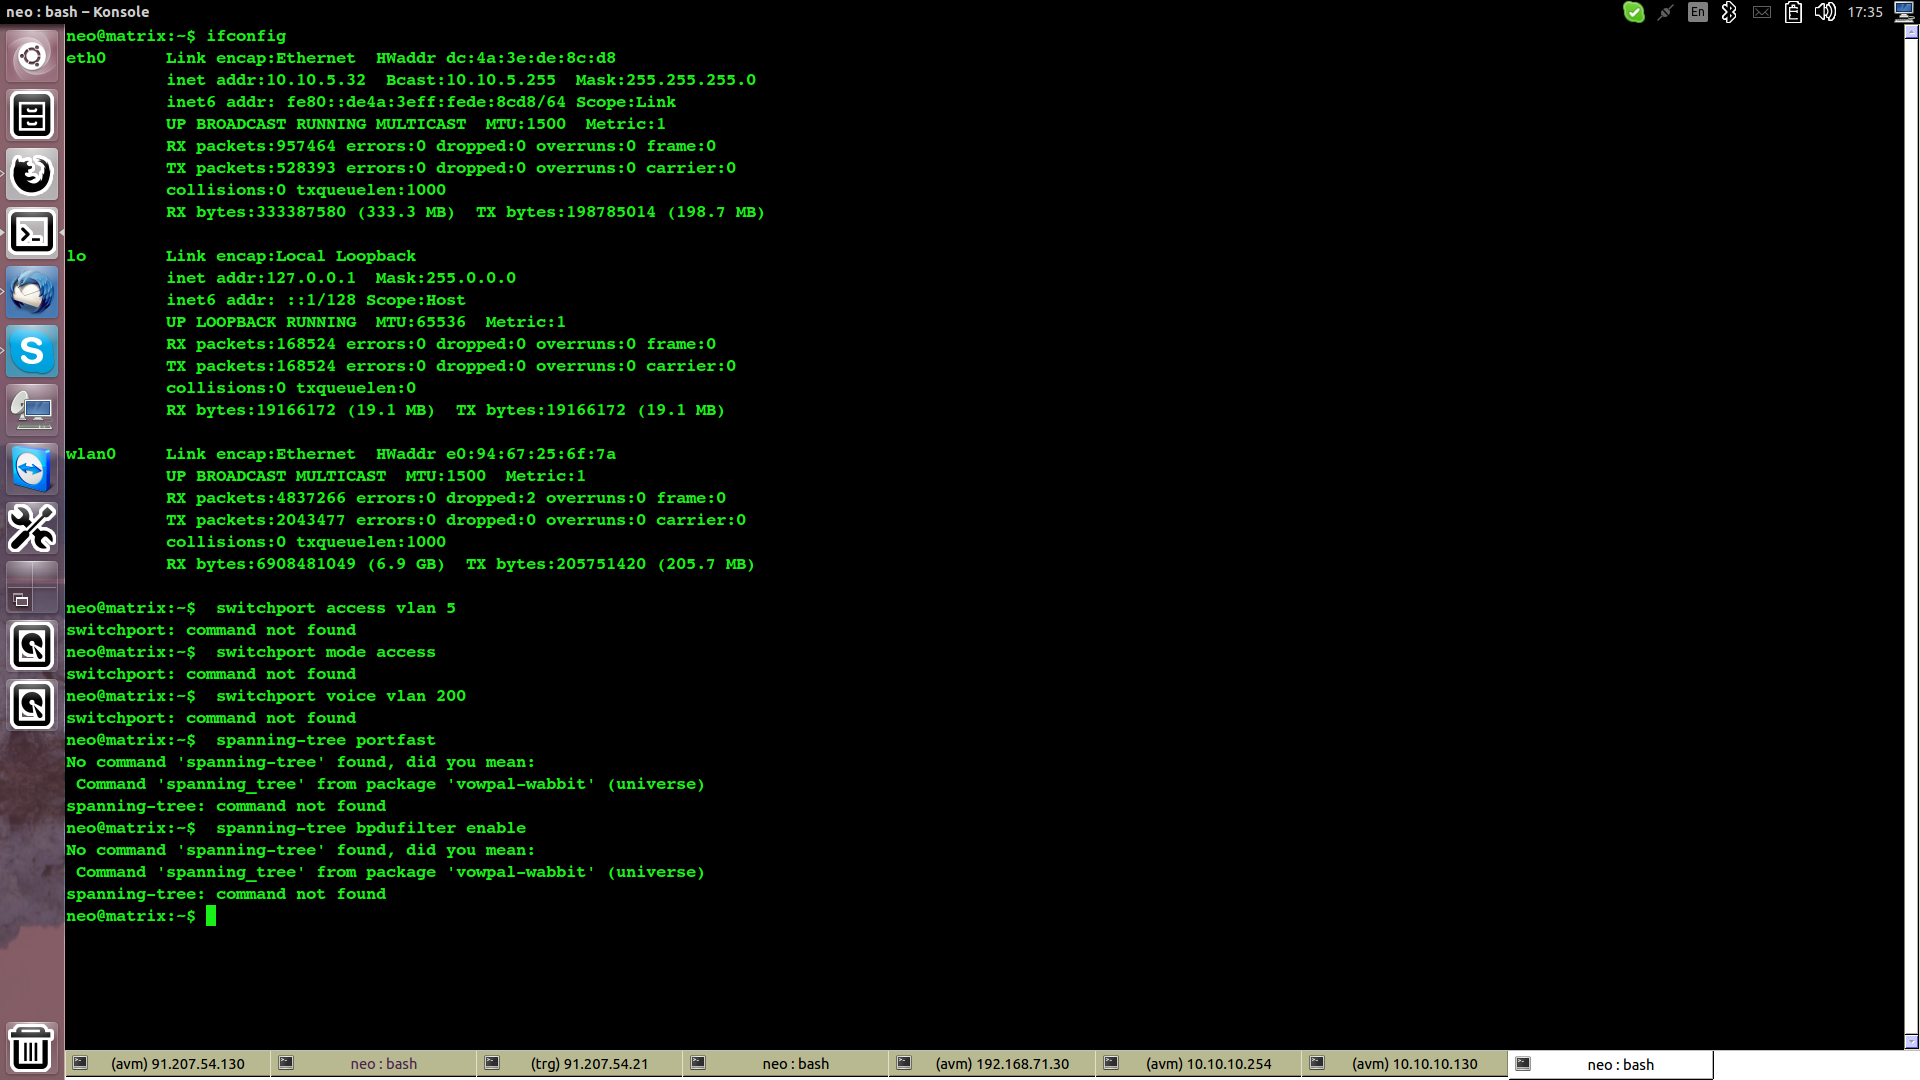 neo : bash – Konsole
En
17:35
neo@matrix:~$ ifconfig
eth0      Link encap:Ethernet  HWaddr dc:4a:3e:de:8c:d8
          inet addr:10.10.5.32  Bcast:10.10.5.255  Mask:255.255.255.0
          inet6 addr: fe80::de4a:3eff:fede:8cd8/64 Scope:Link
          UP BROADCAST RUNNING MULTICAST  MTU:1500  Metric:1
          RX packets:957464 errors:0 dropped:0 overruns:0 frame:0
          TX packets:528393 errors:0 dropped:0 overruns:0 carrier:0
          collisions:0 txqueuelen:1000
          RX bytes:333387580 (333.3 MB)  TX bytes:198785014 (198.7 MB)
lo        Link encap:Local Loopback
          inet addr:127.0.0.1  Mask:255.0.0.0
          inet6 addr: ::1/128 Scope:Host
          UP LOOPBACK RUNNING  MTU:65536  Metric:1
          RX packets:168524 errors:0 dropped:0 overruns:0 frame:0
          TX packets:168524 errors:0 dropped:0 overruns:0 carrier:0
          collisions:0 txqueuelen:0
          RX bytes:19166172 (19.1 MB)  TX bytes:19166172 (19.1 MB)
wlan0     Link encap:Ethernet  HWaddr e0:94:67:25:6f:7a
          UP BROADCAST MULTICAST  MTU:1500  Metric:1
          RX packets:4837266 errors:0 dropped:2 overruns:0 frame:0
          TX packets:2043477 errors:0 dropped:0 overruns:0 carrier:0
          collisions:0 txqueuelen:1000
          RX bytes:6908481049 (6.9 GB)  TX bytes:205751420 (205.7 MB)
neo@matrix:~$  switchport access vlan 5
switchport: command not found
neo@matrix:~$  switchport mode access
switchport: command not found
neo@matrix:~$  switchport voice vlan 200
switchport: command not found
neo@matrix:~$  spanning-tree portfast
No command 'spanning-tree' found, did you mean:
 Command 'spanning_tree' from package 'vowpal-wabbit' (universe)
spanning-tree: command not found
neo@matrix:~$  spanning-tree bpdufilter enable
No command 'spanning-tree' found, did you mean:
 Command 'spanning_tree' from package 'vowpal-wabbit' (universe)
spanning-tree: command not found
neo@matrix:~$
(avm) 91.207.54.130
neo : bash
(trg) 91.207.54.21
neo : bash
(avm) 192.168.71.30
(avm) 10.10.10.254
(avm) 10.10.10.130
neo : bash